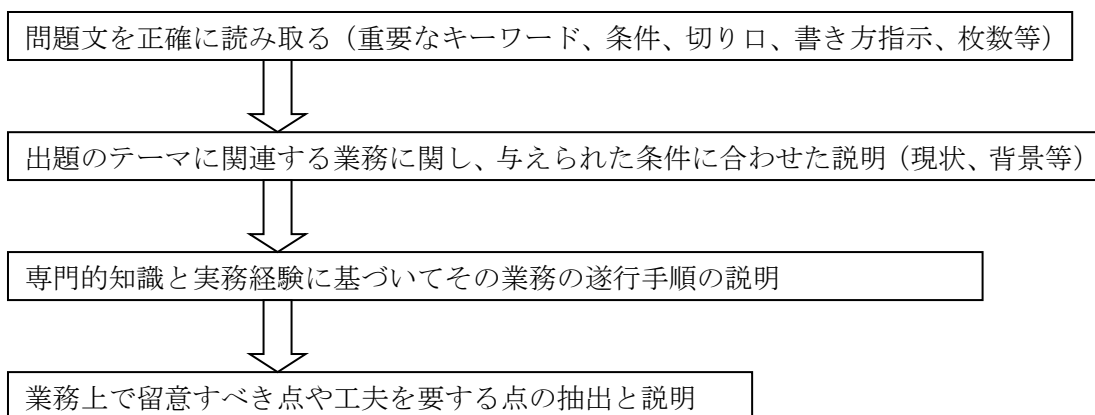 問題文を正確に読み取る（重要なキーワード、条件、切り口、書き方指示、枚数等）
出題のテーマに関連する業務に関し、与えられた条件に合わせた説明（現状、背景等）
専門的知識と実務経験に基づいてその業務の遂行手順の説明
業務上で留意すべき点や工夫を要する点の抽出と説明